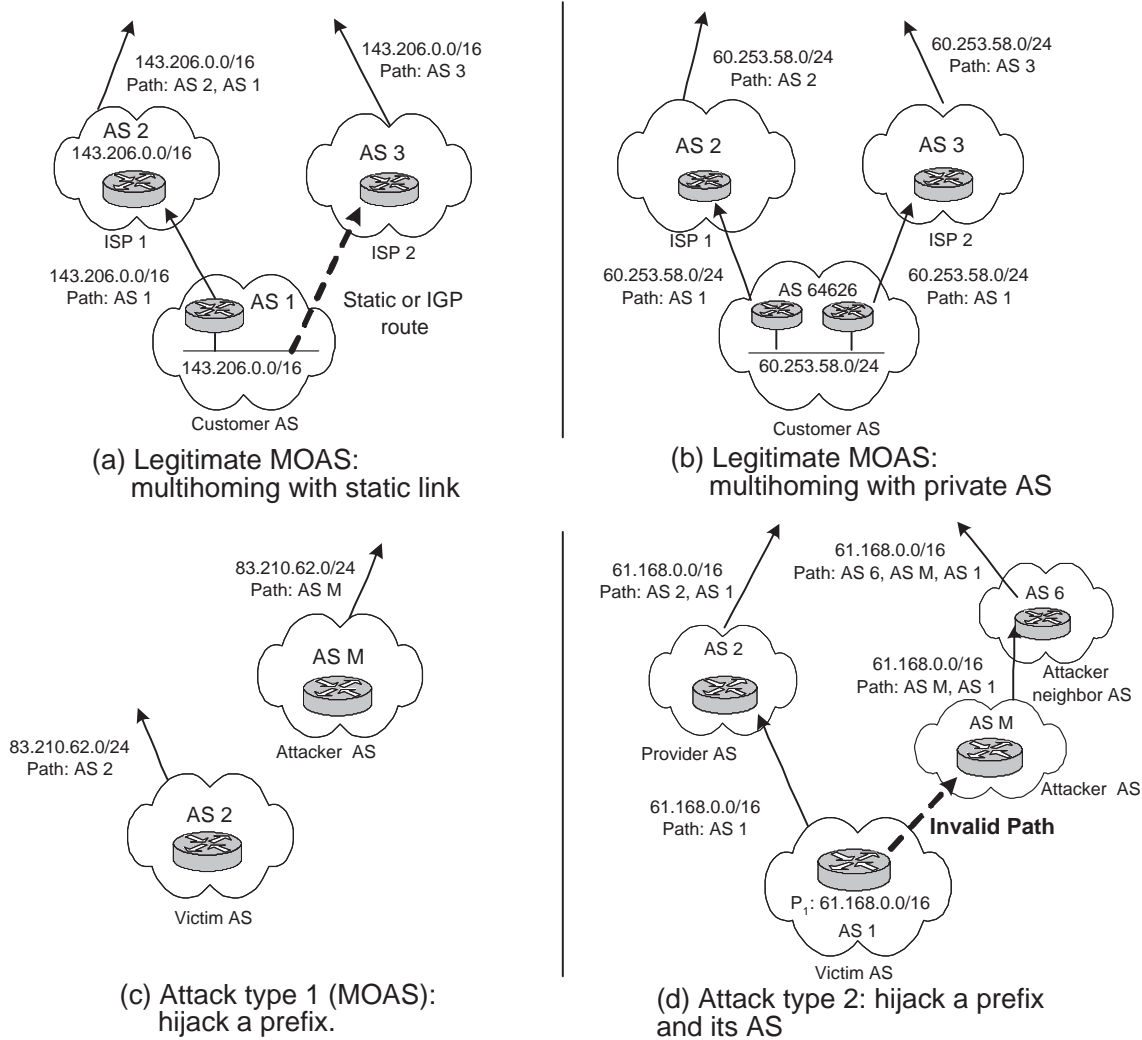 143.206.0.0/16
Path: AS 2, AS 1
143.206.0.0/16
Path: AS 3
AS 2
143.206.0.0/16
AS 3
ISP 1
ISP 2
143.206.0.0/16
Path: AS 1
AS 1
Static or IGP
route
143.206.0.0/16
Customer AS
(a) Legitimate MOAS:
multihoming with static link
60.253.58.0/24
Path: AS 2
60.253.58.0/24
Path: AS 3
AS 2
AS 3
ISP 1
ISP 2
60.253.58.0/24
Path: AS 1
AS 64626
60.253.58.0/24
Path: AS 1
60.253.58.0/24
Customer AS
(b) Legitimate MOAS:
multihoming with private AS
83.210.62.0/24
Path: AS M
AS M
Attacker AS
83.210.62.0/24
Path: AS 2
AS 2
Victim AS
(c) Attack type 1 (MOAS):
hijack a prefix.
61.168.0.0/16
Path: AS 2, AS 1
61.168.0.0/16
Path: AS 6, AS M, AS 1
AS 6
AS 2
61.168.0.0/16
Path: AS M, AS 1
Attacker
neighbor AS
AS M
Provider AS
Attacker AS
61.168.0.0/16
Path: AS 1
Invalid Path
P1: 61.168.0.0/16
AS 1
Victim AS
(d) Attack type 2: hijack a prefix
and its AS